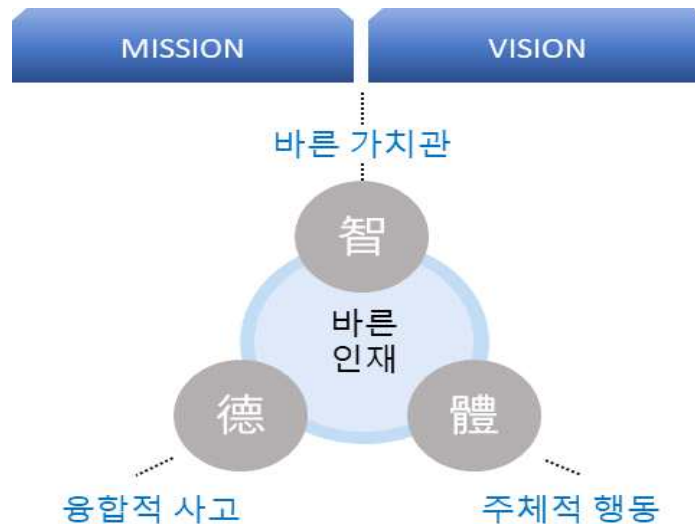 MISSION
VISION
바른 가치관
智
바른
인재
德
體
융합적 사고
주체적 행동